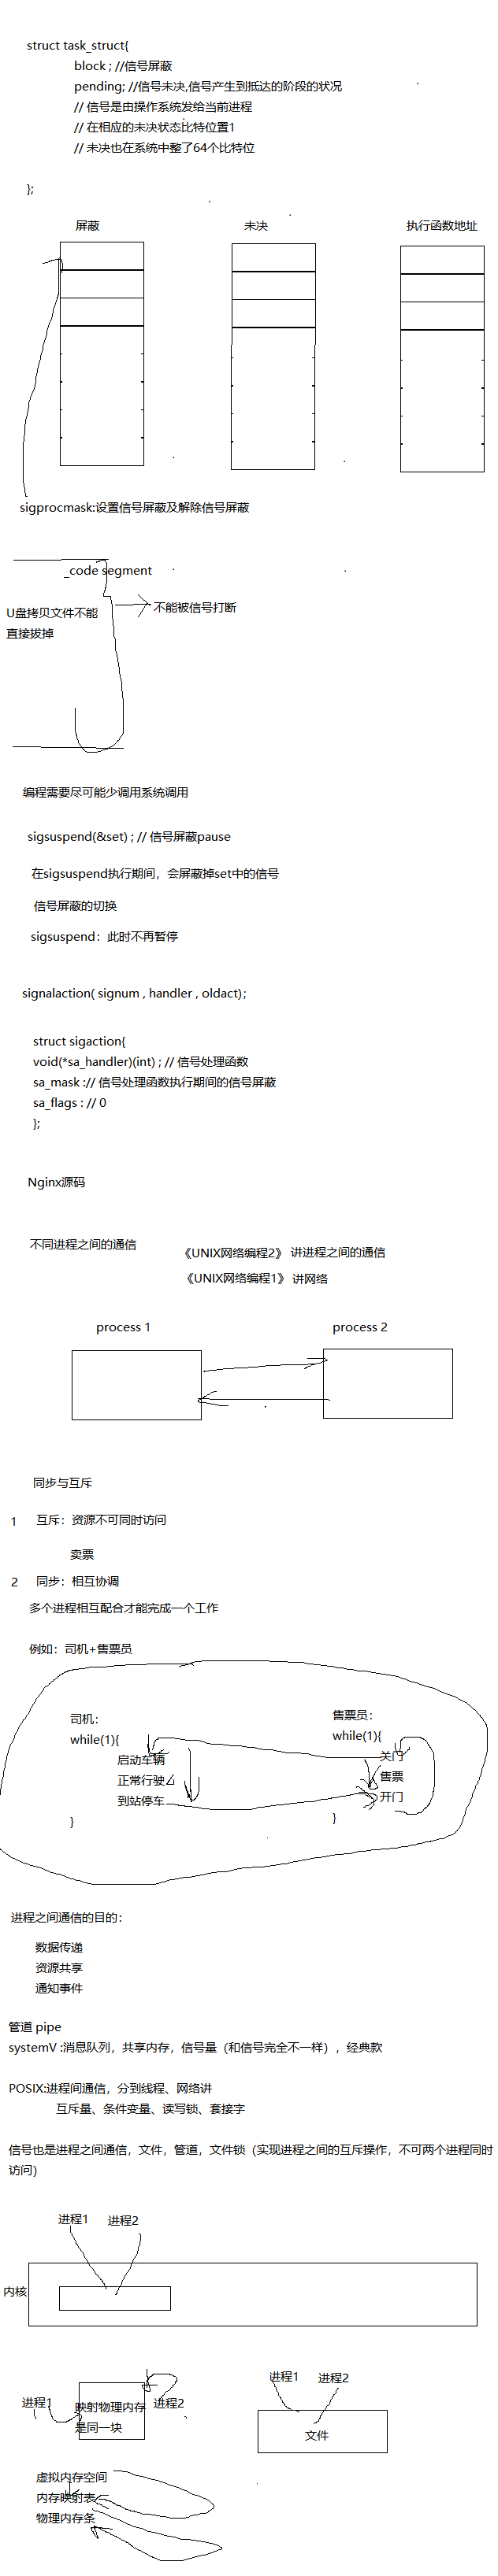 struct task_struct{
block ; //信号屏蔽
pending; //信号未决,信号产生到抵达的阶段的状况
// 信号是由操作系统发给当前进程
// 在相应的未决状态比特位置1
// 未决也在系统中整了64个比特位
};
屏蔽 未决 执行函数地址
sigprocmask:设置信号屏蔽及解除信号屏蔽
_code segment
U盘拷贝文件不能
直接拔掉
不能被信号打断
编程需要尽可能少调用系统调用
sigsuspend(&set) ; // 信号屏蔽pause
在sigsuspend执行期间，会屏蔽掉set中的信号
信号屏蔽的切换
sigsuspend：此时不再暂停
signalaction( signum , handler , oldact);
struct sigaction{
void(*sa_handler)(int) ; // 信号处理函数
sa_mask :// 信号处理函数执行期间的信号屏蔽
sa_flags : // 0
};
Nginx源码
不同进程之间的通信
《UNIX网络编程2》 讲进程之间的通信
《UNIX网络编程1》 讲网络
process 1 process 2
同步与互斥
1 互斥：资源不可同时访问
卖票
2 同步：相互协调
多个进程相互配合才能完成一个工作
例如：司机+售票员
司机：
while(1){
启动车辆
正常行驶
到站停车
}
售票员：
while(1){
关门
售票
开门
}
进程之间通信的目的：
数据传递
资源共享
通知事件
管道 pipe
systemV :消息队列，共享内存，信号量（和信号完全不一样）, 经典款
POSIX:进程间通信，分到线程、网络讲
互斥量、条件变量、读写锁、套接字
信号也是进程之间通信，文件，管道，文件锁（实现进程之间的互斥操作，不可两个进程同时
访问）
进程1 进程2
内核
进程1
映射物理内存
是同一块
进程2
进程1 进程2
文件
虚拟内存空间
内存映射表
物理内存条